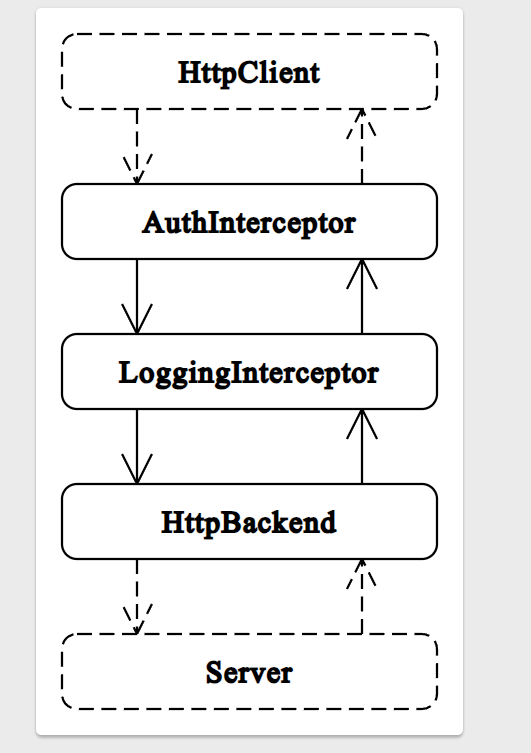 HttpClient
AuthInterceptor
LoggingInterceptor
HttpBackend
Server